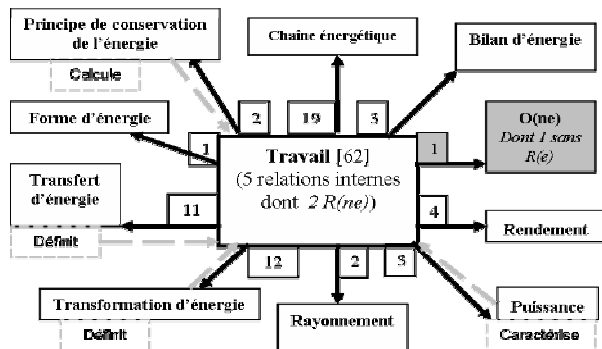 Principe de conservation
de l'énergie
Calcule
Chaîne énergétique
Bilan d'énergie
Forme d'énergie
2
19
3
1
Travail [62]
(5 relations internes
dont 2 R(ne))
1
O(ne)
Dont 1 sans
R(e)
Transfert
d'énergie
Définit
11
4
Rendement
12
2
3
Transformation d'énergie
Définit
Rayonnement
Puissance
Caractérise